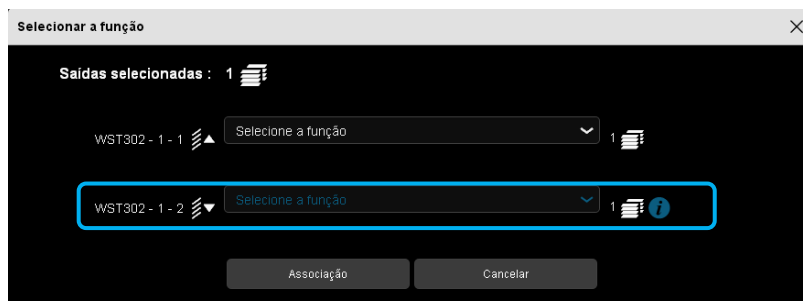 Selecionar a função
Saídas selecionadas : 1
WST302 - 1 - 1 Selecione a função 1
WST302 - 1 - 2 Selecione a função 1 i
Associação Cancelar